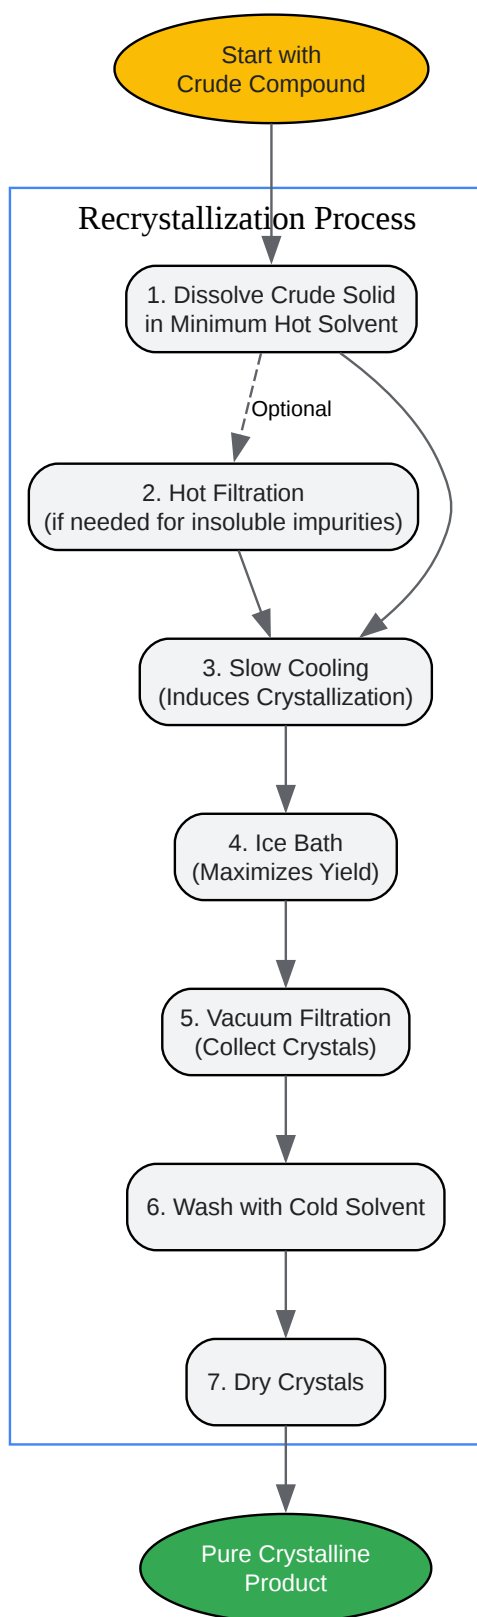 Start with
Crude Compound
Recrystallization Process
1. Dissolve Crude Solid
in Minimum Hot Solvent
Optional
2. Hot Filtration
(if needed for insoluble impurities)
3. Slow Cooling
(Induces Crystallization)
4. Ice Bath
(Maximizes Yield)
5. Vacuum Filtration
(Collect Crystals)
6. Wash with Cold Solvent
7. Dry Crystals
Pure Crystalline
Product